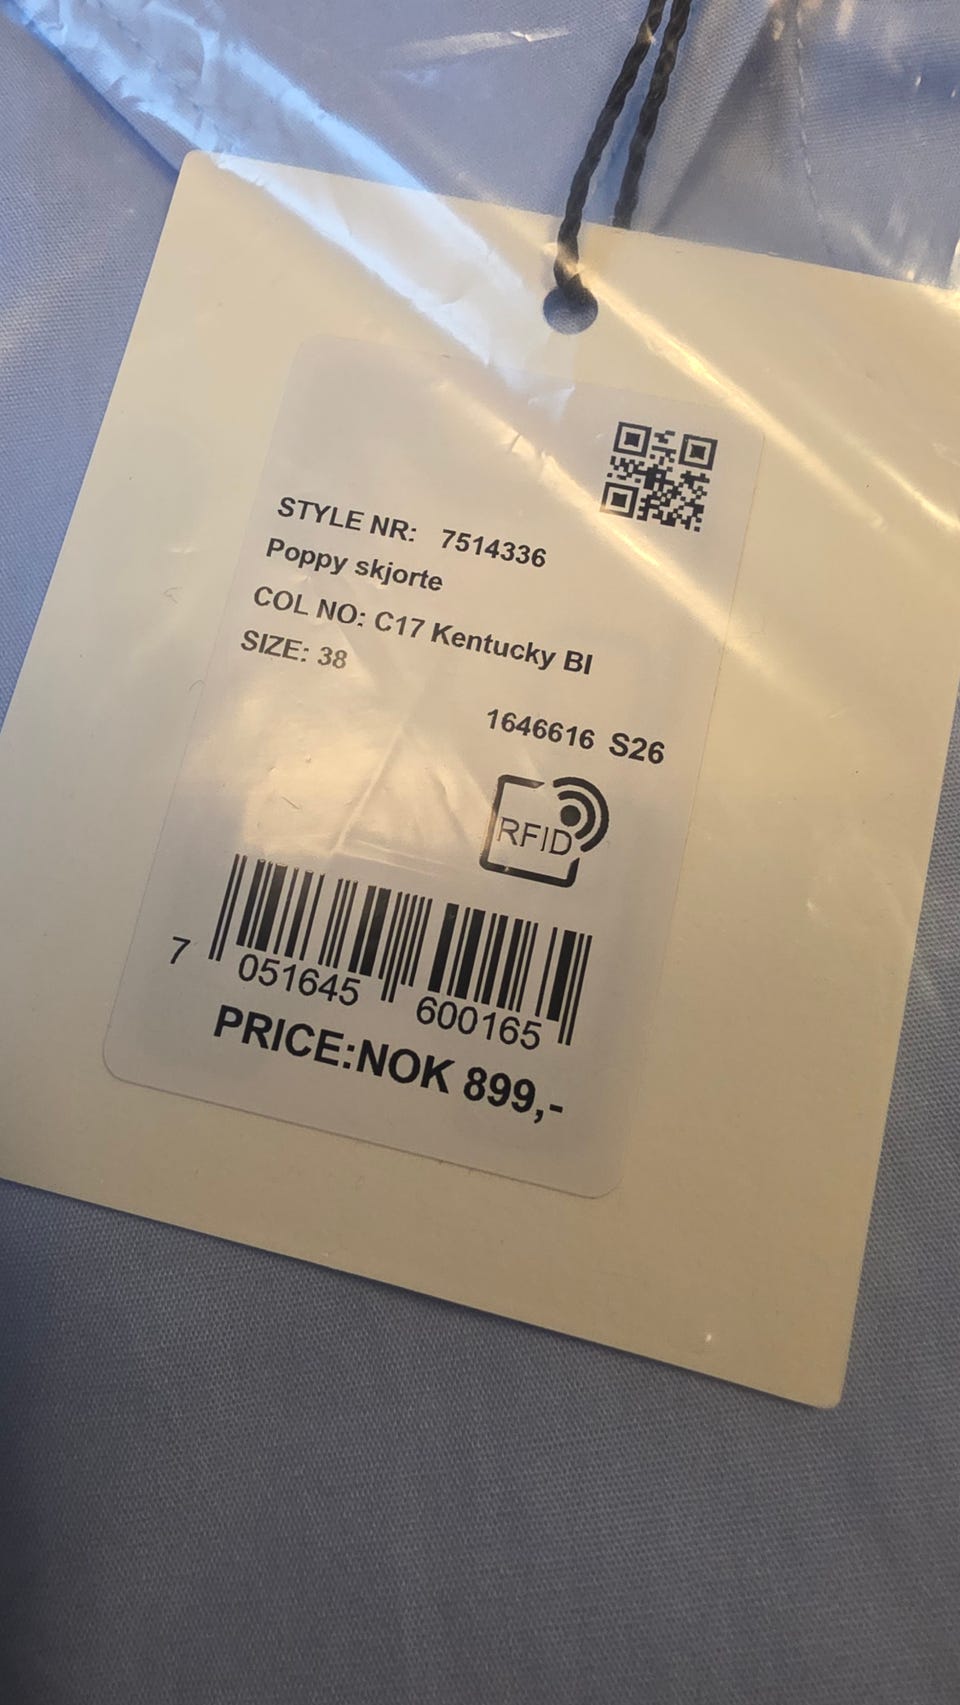 STYLE NR: 7514336
Poppy skjorte
COL NO: C17 Kentucky Bl
SIZE: 38
1646616 S26
RFID
7 051645 600165
PRICE:NOK 899,-